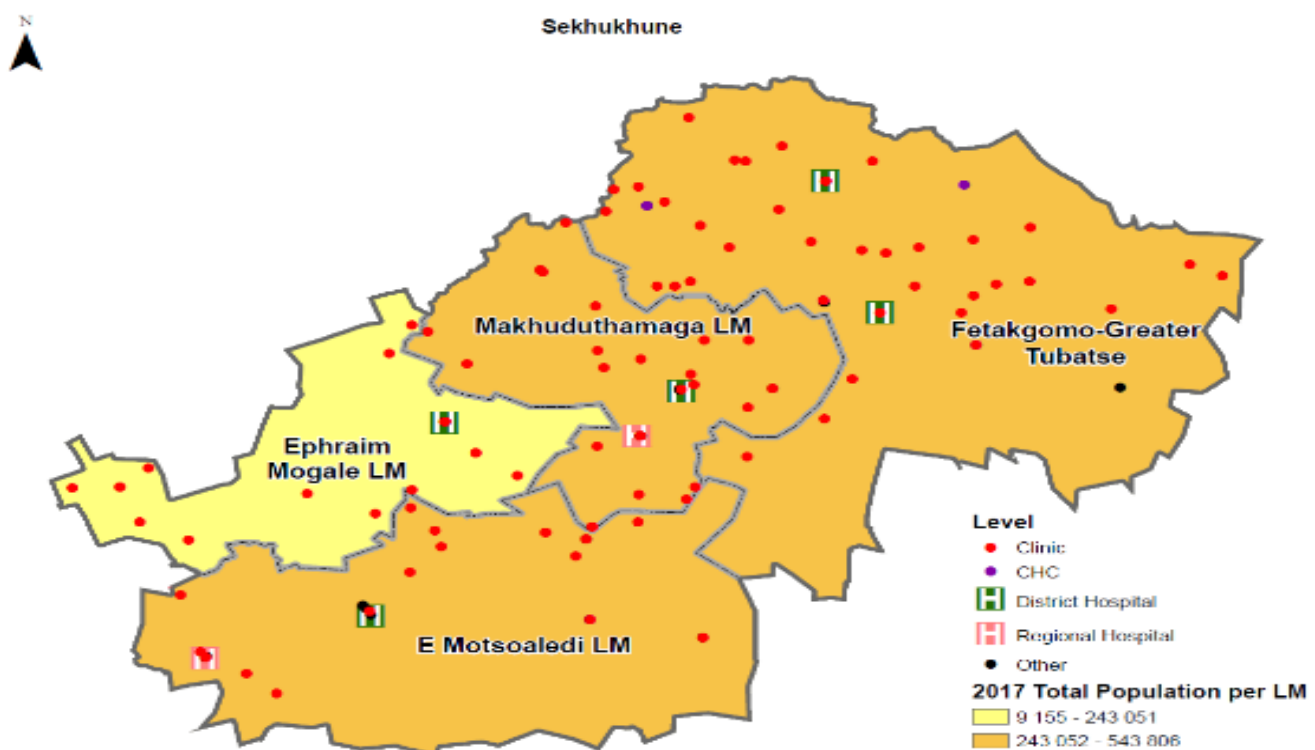 N
Sekhukhune
Makhuduthamaga LM
Fetakgomo-Greater
Tubatse
Ephraim
Mogale LM
E Motsoaledi LM
Level
Clinic
CHC
District Hospital
Regional Hospital
Other
2017 Total Population per LM
9 155 - 243 051
243 052 - 543 806